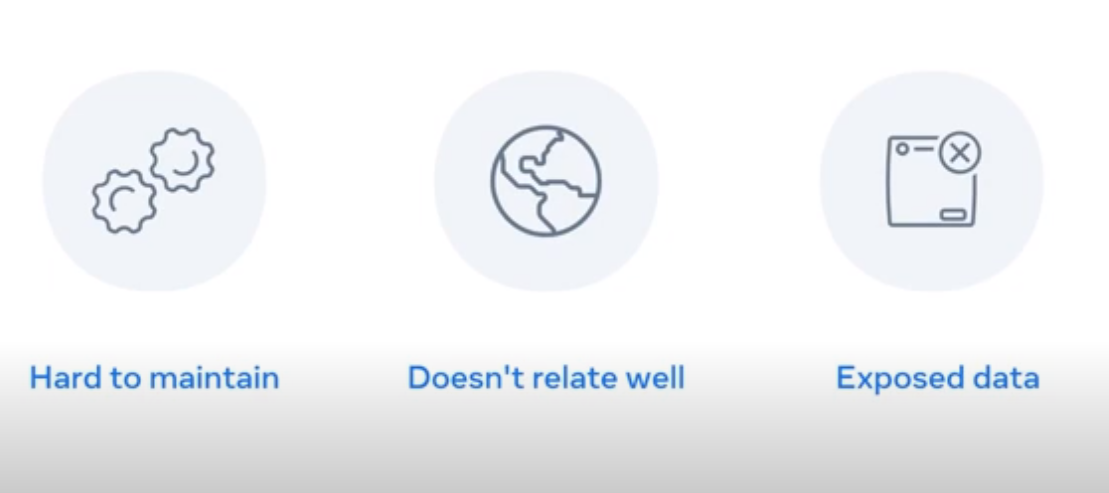 Hard to maintain
Doesn't relate well
Exposed data